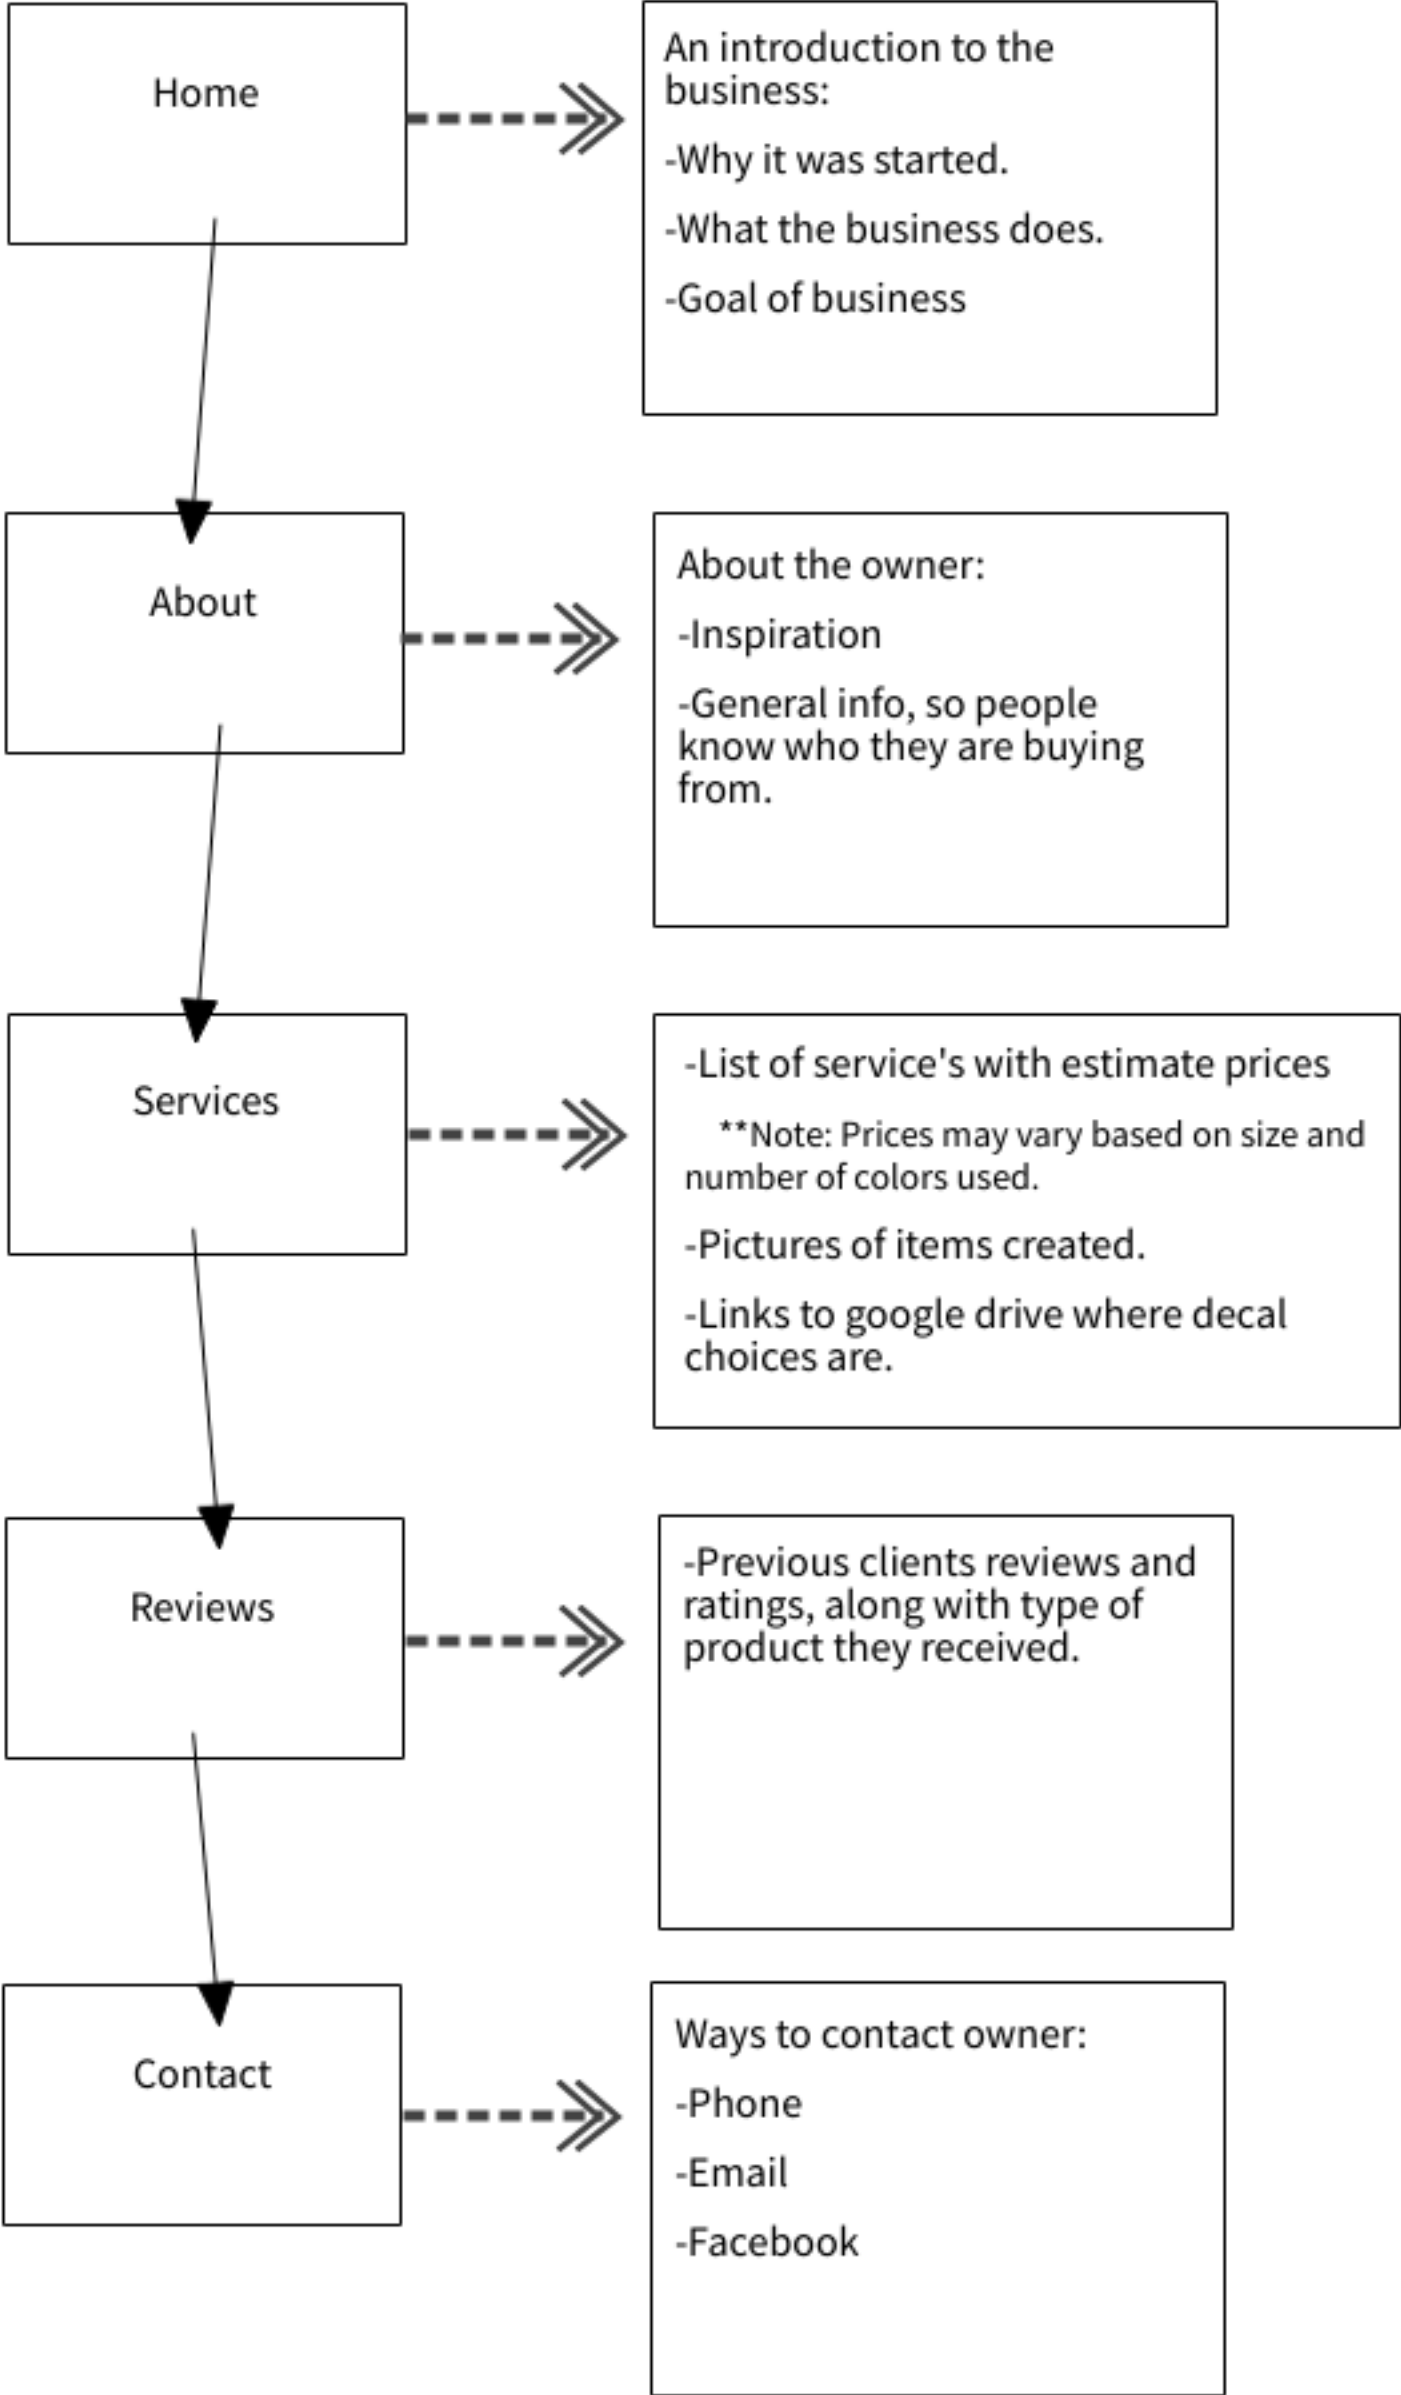 Home
An introduction to the
business:
-Why it was started.
-What the business does.
-Goal of business
About
About the owner:
-Inspiration
-General info, so people
know who they are buying
from.
Services
-List of service's with estimate prices
**Note: Prices may vary based on size and
number of colors used.
-Pictures of items created.
-Links to google drive where decal
choices are.
Reviews
-Previous clients reviews and
ratings, along with type of
product they received.
Contact
Ways to contact owner:
-Phone
-Email
-Facebook